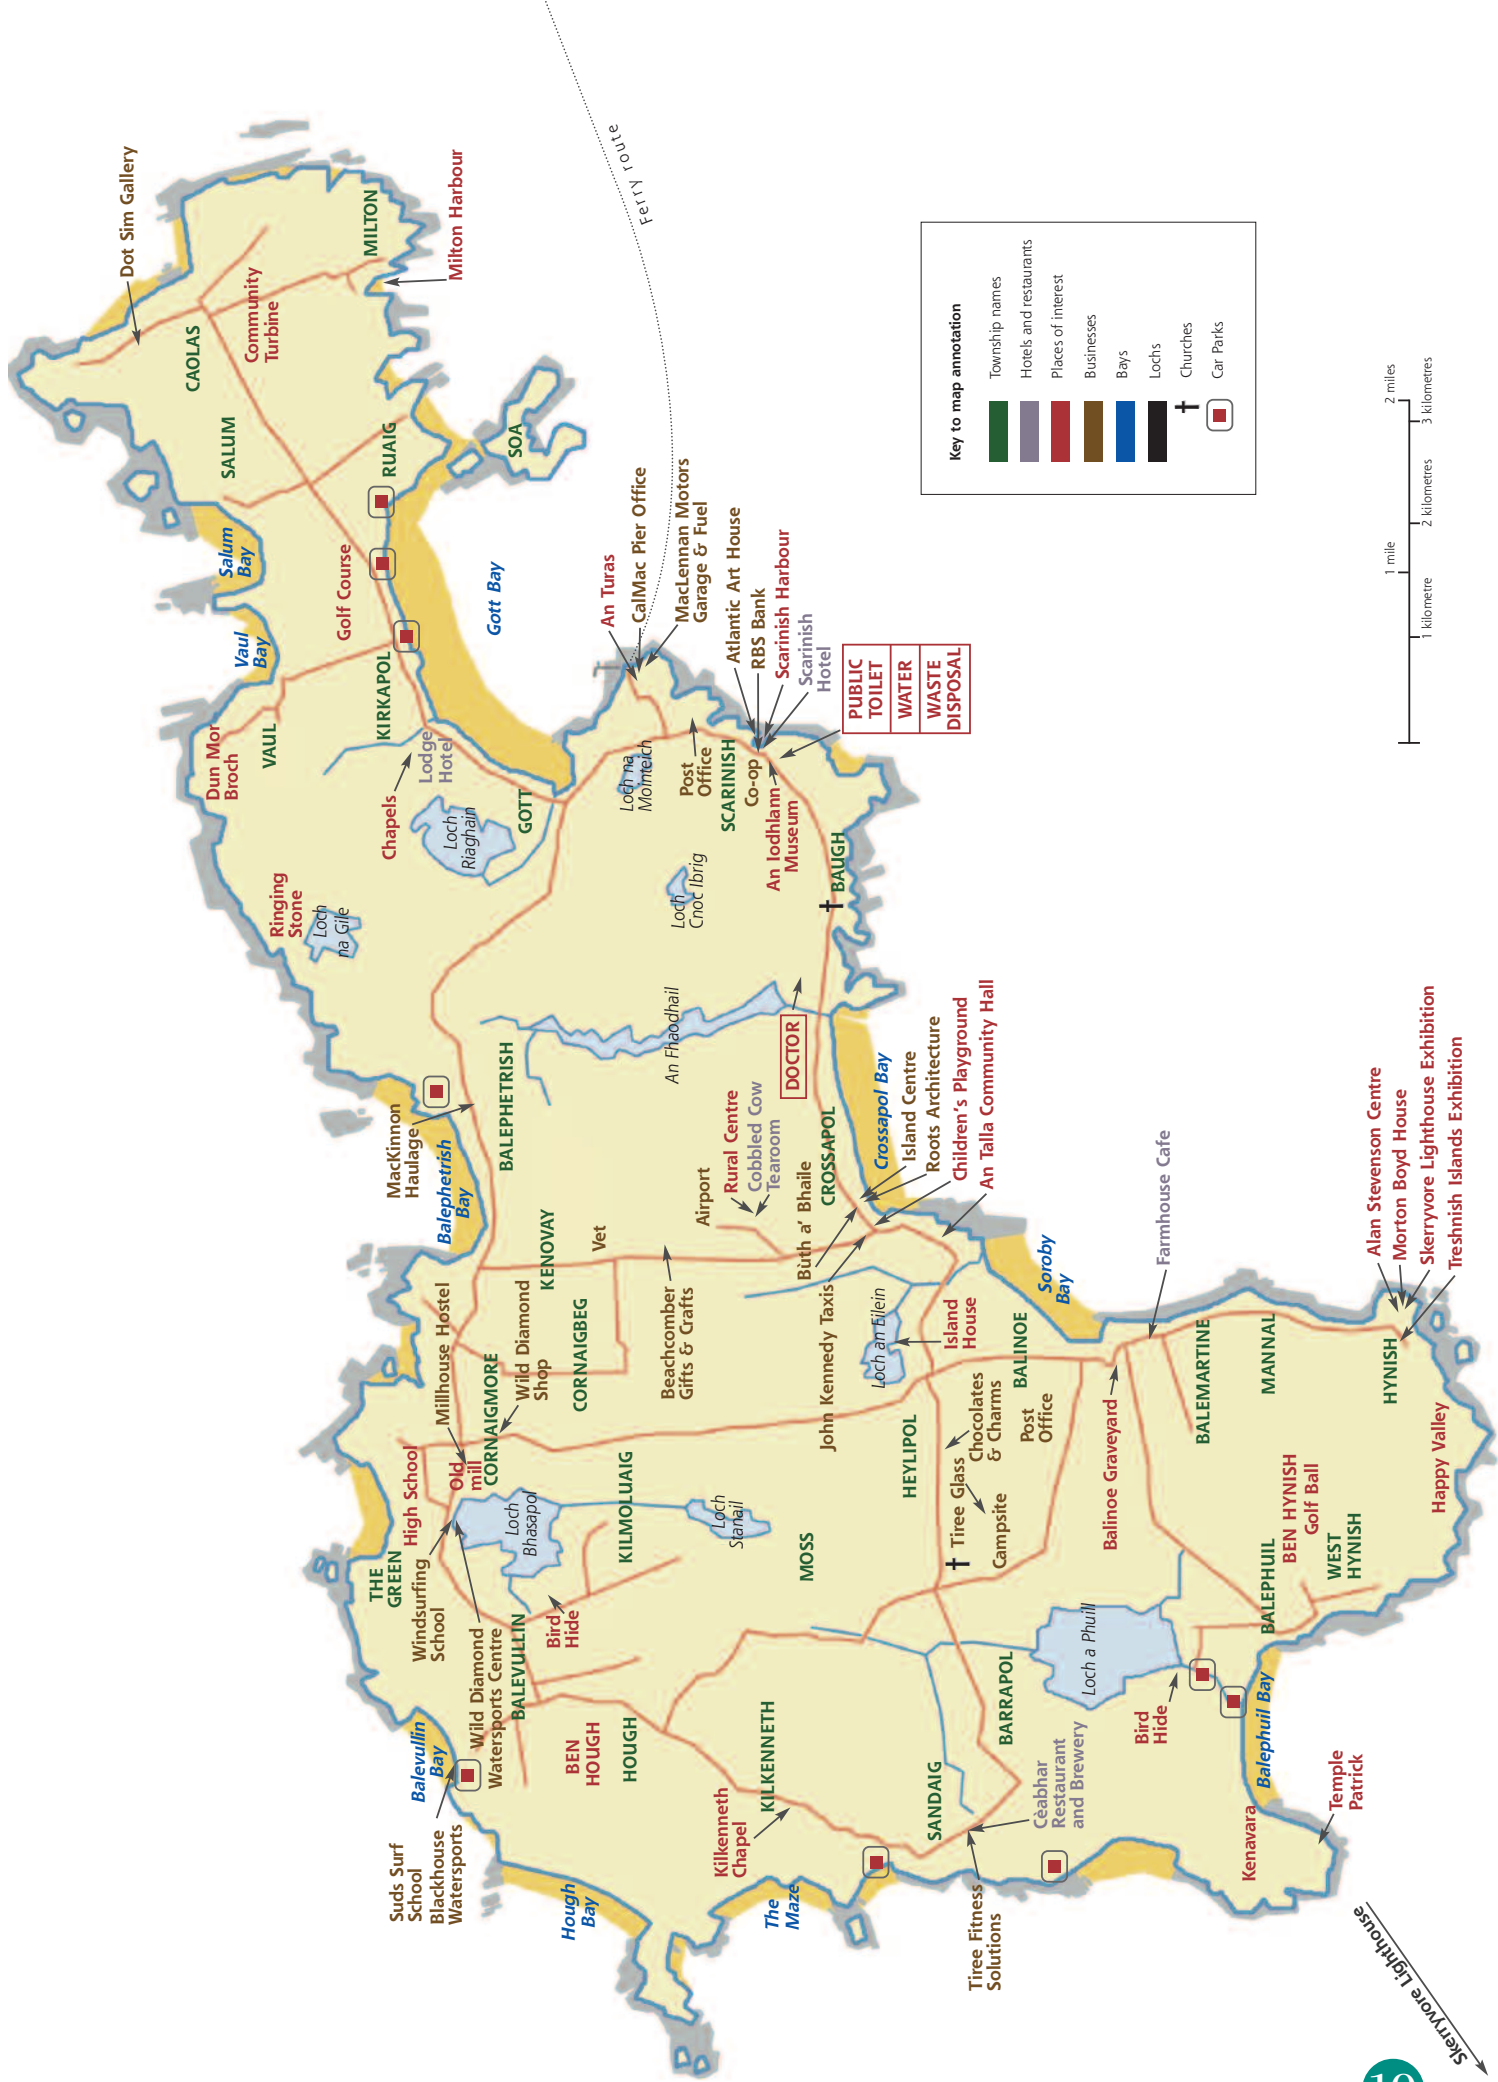 Dot Sim Gallery
CAOLAS
Community
Turbine
MILTON
Milton Harbour
SALUM
RUAIG
SOA
Ferry route
Salum
Bay
Vaul
Bay
Golf Course
Gott Bay
KIRKAPOL
VAUL
Dun Mor
Broch
Chapels
Lodge
Hotel
Loch
Riaghain
GOTT
Ringing
Stone
Loch
na Gile
An Turas
CalMac Pier Office
MacLennan Motors
Garage & Fuel
Atlantic Art House
RBS Bank
Scarinish Harbour
Scarinish
Hotel
PUBLIC
TOILET
WATER
WASTE
DISPOSAL
Loch na
Mointeich
Post
Office
SCARINISH
Co-op
An Iodhlann
Museum
Loch
Cnoc Ibrig
BAUGH
An Fhaodhail
DOCTOR
BALEPHETRISH
MacKinnon
Haulage
Balephetrish
Bay
Crossapol Bay
Island Centre
Roots Architecture
Children's Playground
An Talla Community Hall
CROSSAPOL
Rural Centre
Cobbled Cow
Tearoom
Airport
Bùth a' Bhaile
KENOVAY
Vet
Beachcomber
Gifts & Crafts
John Kennedy Taxis
Millhouse Hostel
Wild Diamond
Shop
CORNAIGBEG
CORNAIGMORE
Old
mill
High School
Loch
Bhasapol
KILMOLUAIG
Loch
Stanail
Loch an Eilein
Island
House
Soroby
Bay
Farmhouse Cafe
BALINOE
Post
Office
HEYLIPOL
Chocolates
& Charms
Tiree Glass
Campsite
MOSS
Balinoe Graveyard
BALEMARTINE
MANNAL
HYNISH
Alan Stevenson Centre
Morton Boyd House
Skerryvore Lighthouse Exhibition
Treshnish Islands Exhibition
Happy Valley
BEN HYNISH
Golf Ball
WEST
HYNISH
BALEPHUIL
THE
GREEN
Windsurfing
School
Wild Diamond
Watersports Centre
BALEVULLIN
Bird
Hide
Balevullin
Bay
BEN
HOUGH
HOUGH
Suds Surf
School
Blackhouse
Watersports
Hough
Bay
KILKENNETH
Kilkenneth
Chapel
The
Maze
SANDAIG
BARRAPOL
Loch a Phuill
Bird
Hide
Cèabhar
Restaurant
and Brewery
Tiree Fitness
Solutions
Balephuil Bay
Kenavara
Temple
Patrick
Skerryvore Lighthouse
Key to map annotation
Township names
Hotels and restaurants
Places of interest
Businesses
Bays
Lochs
Churches
Car Parks
1 mile
2 miles
1 kilometre
2 kilometres
3 kilometres